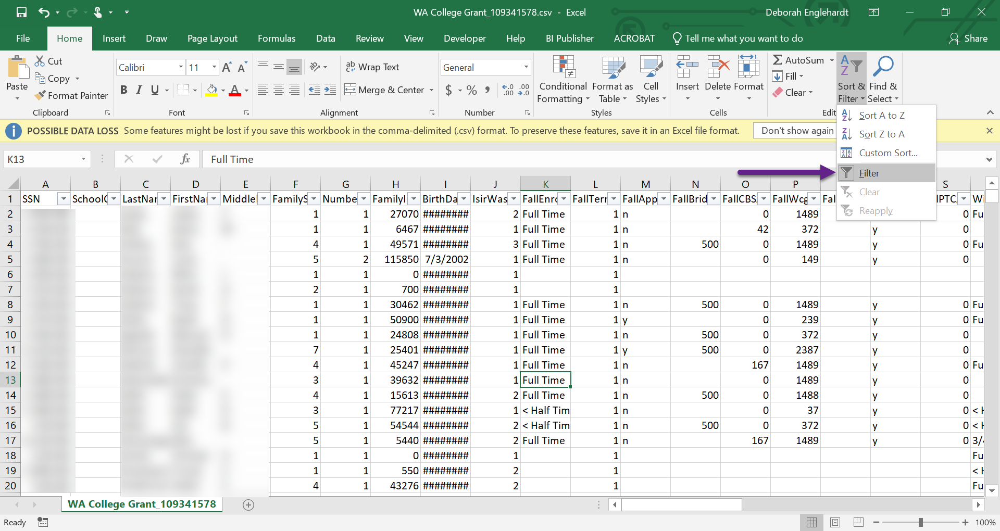 WA College Grant_109341578.csv - Excel
Deborah Englehardt
File Home Insert Draw Page Layout Formulas Data Review View Developer Help BI Publisher ACROBAT Tell me what you want to do Share
Paste
Cut
Copy
Format Painter
Clipboard
Calibri 11
B I U
Font
Wrap Text
Merge & Center
Alignment
General
$ % ,
Number
Conditional Formatting
Format as Table
Cell Styles
Styles
Insert Delete Format
Cells
AutoSum
Fill
Clear
Sort & Filter
Find & Select
Edit
POSSIBLE DATA LOSS Some features might be lost if you save this workbook in the comma-delimited (.csv) format. To preserve these features, save it in an Excel file format. Don't show again
Sort A to Z
Sort Z to A
Custom Sort...
Filter
Clear
Reapply
K13 fx Full Time
A B C D E F G H I J K L M N O P S
1 SSN School LastNar FirstNar Middle FamilyS Numbe FamilyI BirthDa IsirWas FallEnro FallTerr FallApp FallBrid FallCBS FallWcg Fal IPTC
2 1 1 27070 ######## 2 Full Time 1 n 0 1489 0 Fu
3 1 1 6467 ######## 1 Full Time 1 n 42 372 y 0
4 4 1 49571 ######## 3 Full Time 1 n 500 0 1489 y 0 Fu
5 5 2 115850 7/3/2002 1 Full Time 1 n 0 149 y 0
6 1 1 0 ######## 1 1
7 2 1 700 ######## 1 1
8 1 1 30462 ######## 1 Full Time 1 n 500 0 1489 y 0 Fu
9 1 1 50900 ######## 1 Full Time 1 y 0 239 y 0 Fu
10 1 1 24808 ######## 1 Full Time 1 n 500 0 372 y 0
11 7 1 25401 ######## 1 Full Time 1 y 500 0 2387 y 0
12 4 1 45247 ######## 1 Full Time 1 n 167 1489 y 0 Fu
13 3 1 39632 ######## 1 Full Time 1 n 0 1489 y 0
14 4 1 15613 ######## 2 Full Time 1 n 500 0 1488 y 0
15 3 1 77217 ######## 1 < Half Tim 1 n 0 37 y 0 < H
16 5 1 54544 ######## 2 < Half Tim 1 n 500 0 372 y 0 < H
17 5 1 5440 ######## 2 Full Time 1 n 167 1489 y 0 3/
18 1 1 0 ######## 1 1 Fu
19 1 1 550 ######## 2 1 < H
20 4 1 43276 ######## 2 1 Fu
WA College Grant_109341578
Ready 100%